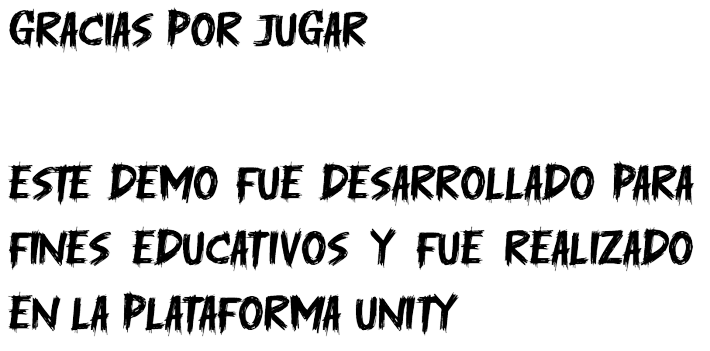 GRACIAS POR JUGAR
ESTE DEMO FUE DESARROLLADO PARA
FINES EDUCATIVOS Y FUE REALIZADO
EN LA PLATAFORMA UNITY